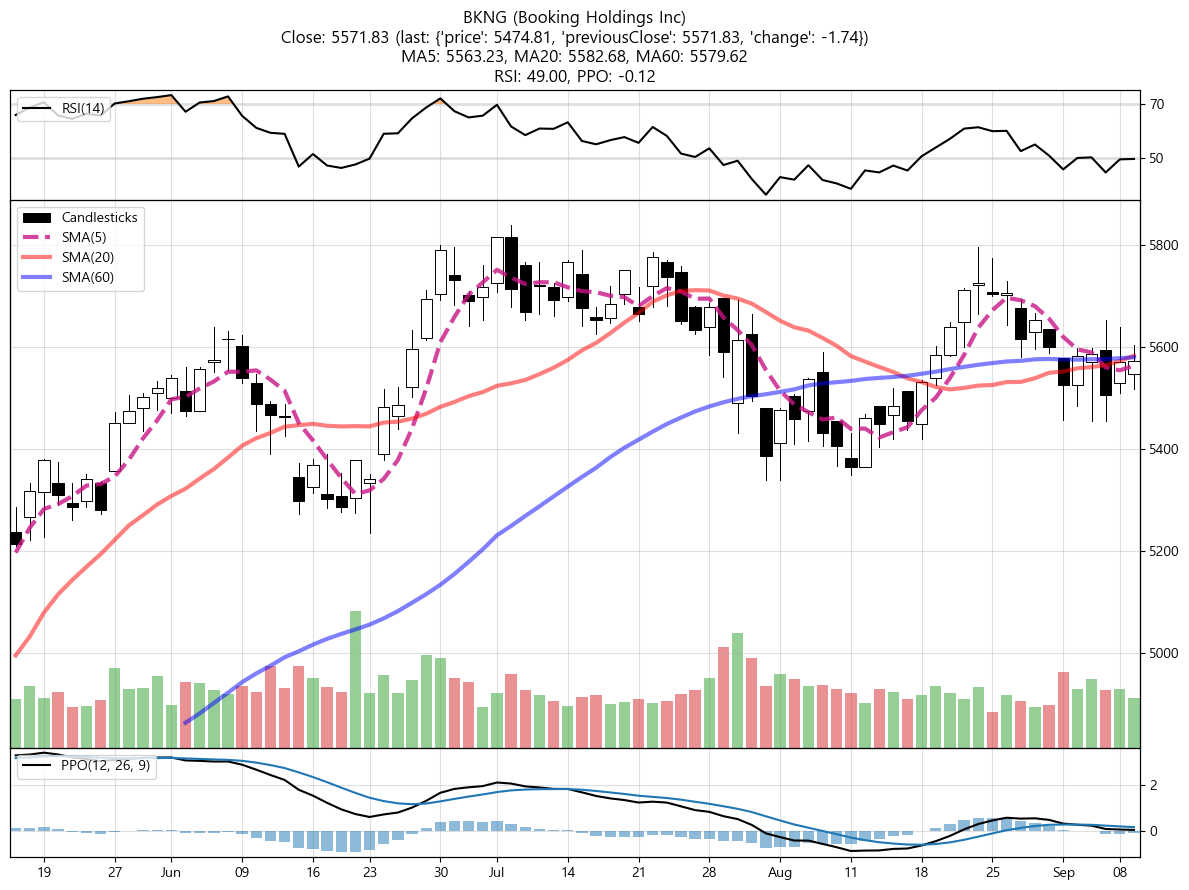 BKNG (Booking Holdings Inc)
Close: 5571.83 (last: {'price': 5474.81, 'previousClose': 5571.83, 'change': -1.74})
MA5: 5563.23, MA20: 5582.68, MA60: 5579.62
RSI: 49.00, PPO: -0.12
RSI(14)
70
50
Candlesticks
SMA(5)
SMA(20)
SMA(60)
5800
5600
5400
5200
5000
PPO(12, 26, 9)
2
0
19 27 Jun 09 16 23 30 Jul 14 21 28 Aug 11 18 25 Sep 08